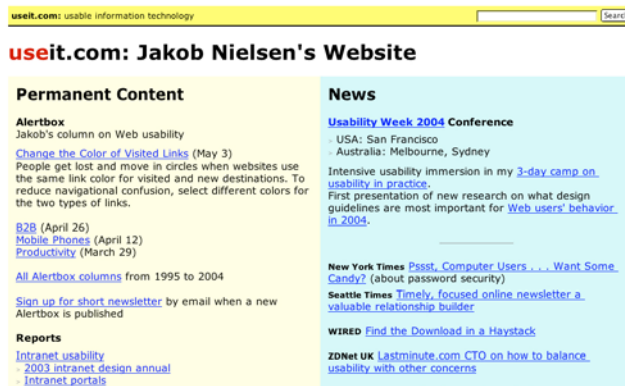 useit.com: usable information technology
Search
useit.com: Jakob Nielsen's Website
Permanent Content
Alertbox
Jakob's column on Web usability
Change the Color of Visited Links (May 3)
People get lost and move in circles when websites use
the same link color for visited and new destinations. To
reduce navigational confusion, select different colors for
the two types of links.
B2B (April 26)
Mobile Phones (April 12)
Productivity (March 29)
All Alertbox columns from 1995 to 2004
Sign up for short newsletter by email when a new
Alertbox is published
Reports
Intranet usability
2003 intranet design annual
Intranet portals
News
Usability Week 2004 Conference
USA: San Francisco
Australia: Melbourne, Sydney
Intensive usability immersion in my 3-day camp on
usability in practice.
First presentation of new research on what design
guidelines are most important for Web users' behavior
in 2004.
New York Times Pssst, Computer Users . . . Want Some
Candy? (about password security)
Seattle Times Timely, focused online newsletter a
valuable relationship builder
WIRED Find the Download in a Haystack
ZDNet UK Lastminute.com CTO on how to balance
usability with other concerns